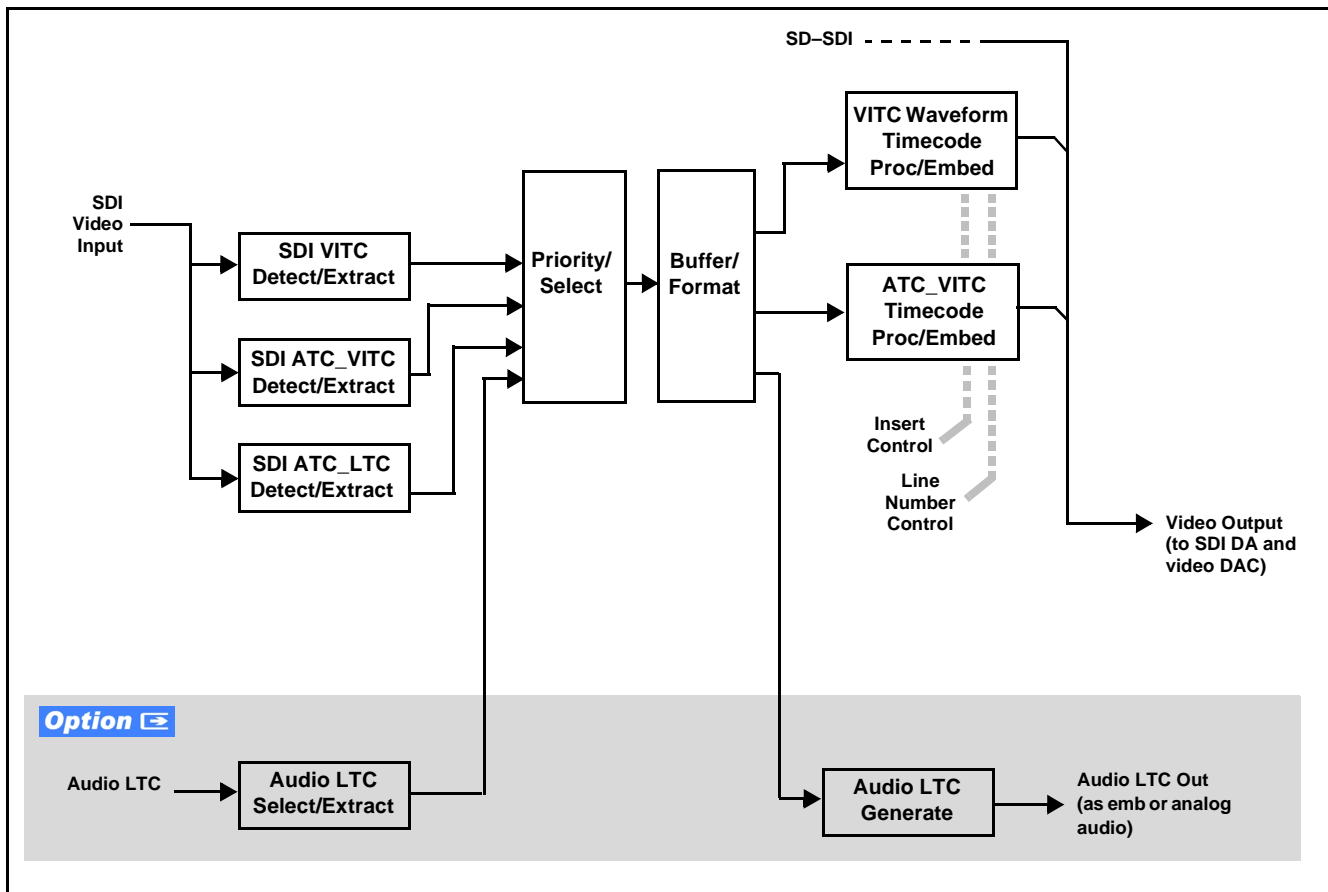 SD–SDI
VITC Waveform
Timecode
Proc/Embed
SDI
Video
Input
SDI VITC
Detect/Extract
Priority/
Select
Buffer/
Format
ATC_VITC
Timecode
Proc/Embed
SDI ATC_VITC
Detect/Extract
SDI ATC_LTC
Detect/Extract
Insert
Control
Line
Number
Control
Video Output
(to SDI DA and
video DAC)
Option
Audio LTC
Audio LTC
Select/Extract
Audio LTC
Generate
Audio LTC Out
(as emb or analog
audio)